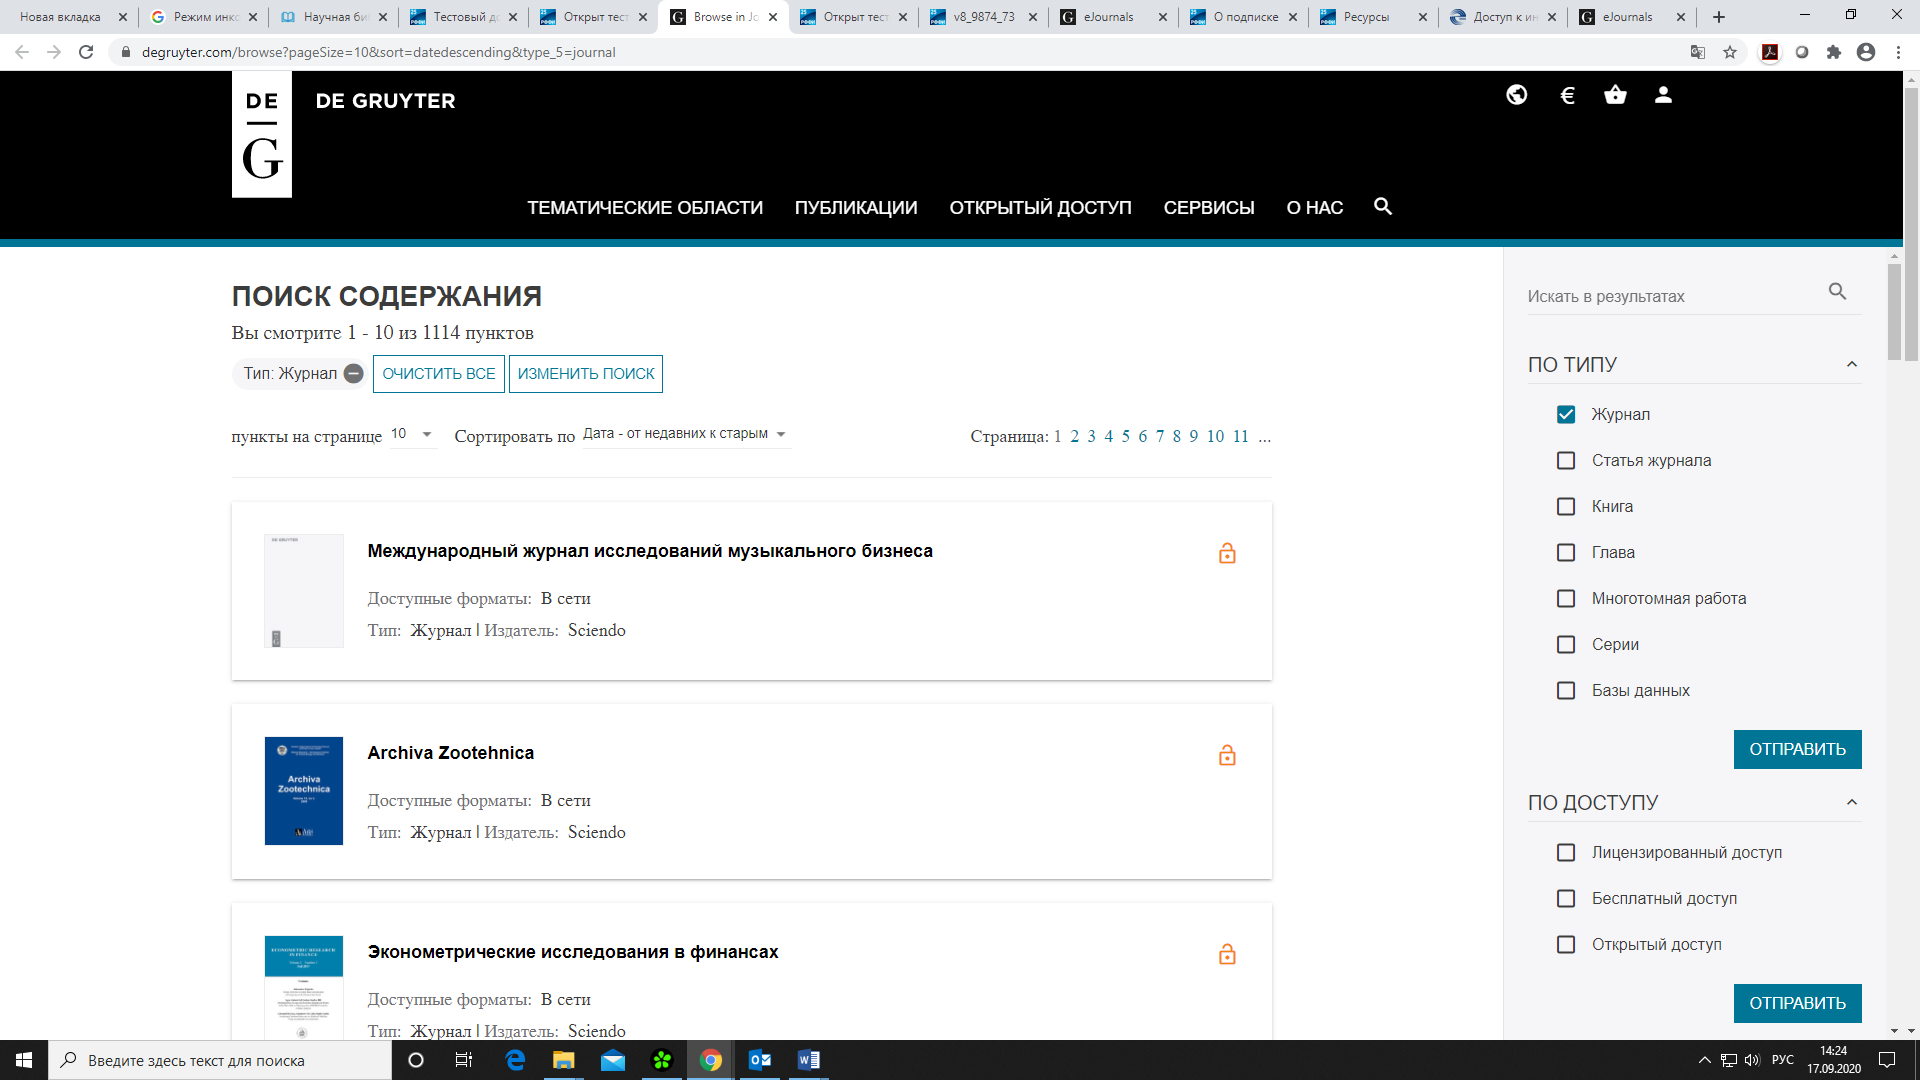 Новая вкладка
Режим инк
Научная би
Тестовый д
Открыт тест
Browse in Jo
Открыт тест
v8_9874_73
eJournals
О подписке
Ресурсы
Доступ к ин
eJournals
degruyter.com/browse?pageSize=10&sort=datedescending&type_5=journal
DE
G
DE GRUYTER
€
ТЕМАТИЧЕСКИЕ ОБЛАСТИ ПУБЛИКАЦИИ ОТКРЫТЫЙ ДОСТУП СЕРВИСЫ О НАС
ПОИСК СОДЕРЖАНИЯ
Вы смотрите 1 - 10 из 1114 пунктов
Тип: Журнал
ОЧИСТИТЬ ВСЕ
ИЗМЕНИТЬ ПОИСК
пункты на странице 10 Сортировать по Дата - от недавних к старым
Страница: 1 2 3 4 5 6 7 8 9 10 11 ...
DE GRUYTER
Международный журнал исследований музыкального бизнеса
Доступные форматы: В сети
Тип: Журнал | Издатель: Sciendo
Archiva
Zootechnica
Archiva Zootehnica
Доступные форматы: В сети
Тип: Журнал | Издатель: Sciendo
ECONOMETRIC RESEARCH
IN FINANCE
Эконометрические исследования в финансах
Доступные форматы: В сети
Тип: Журнал | Издатель: Sciendo
Искать в результатах
ПО ТИПУ
Журнал
Статья журнала
Книга
Глава
Многотомная работа
Серии
Базы данных
ОТПРАВИТЬ
ПО ДОСТУПУ
Лицензированный доступ
Бесплатный доступ
Открытый доступ
ОТПРАВИТЬ
Введите здесь текст для поиска
РУС
14:24
17.09.2020